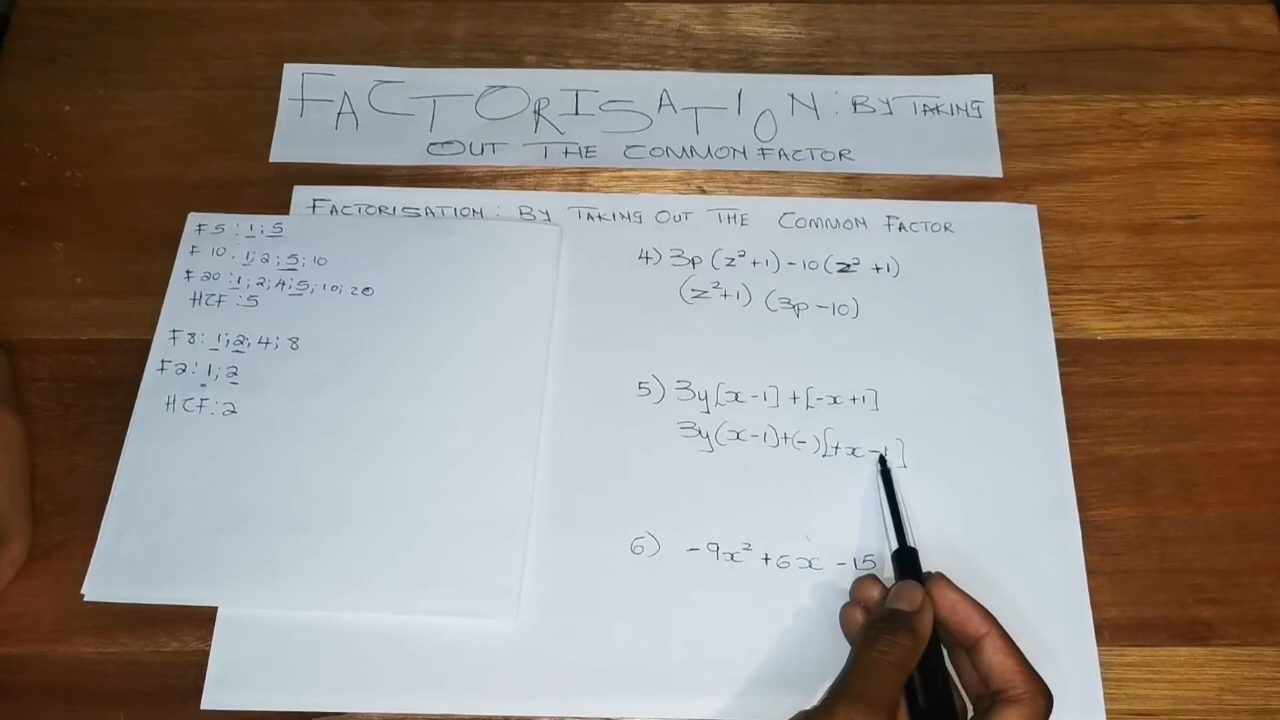 FACTORISATION: BY TAKING
OUT THE COMMON FACTOR
FACTORISATION: BY TAKING OUT THE COMMON FACTOR
F5: 1; 5
F10: 1; 2; 5; 10
F20: 1; 2; 4; 5; 10; 20
HCF: 5
F8: 1; 2; 4; 8
F2: 1; 2
HCF: 2
4) 3p(z²+1)-10(z²+1)
(z²+1)(3p-10)
5) 3y[x-1]+[-x+1]
3y(x-1)+(-)[+x-1]
6) -9x²+6x-15